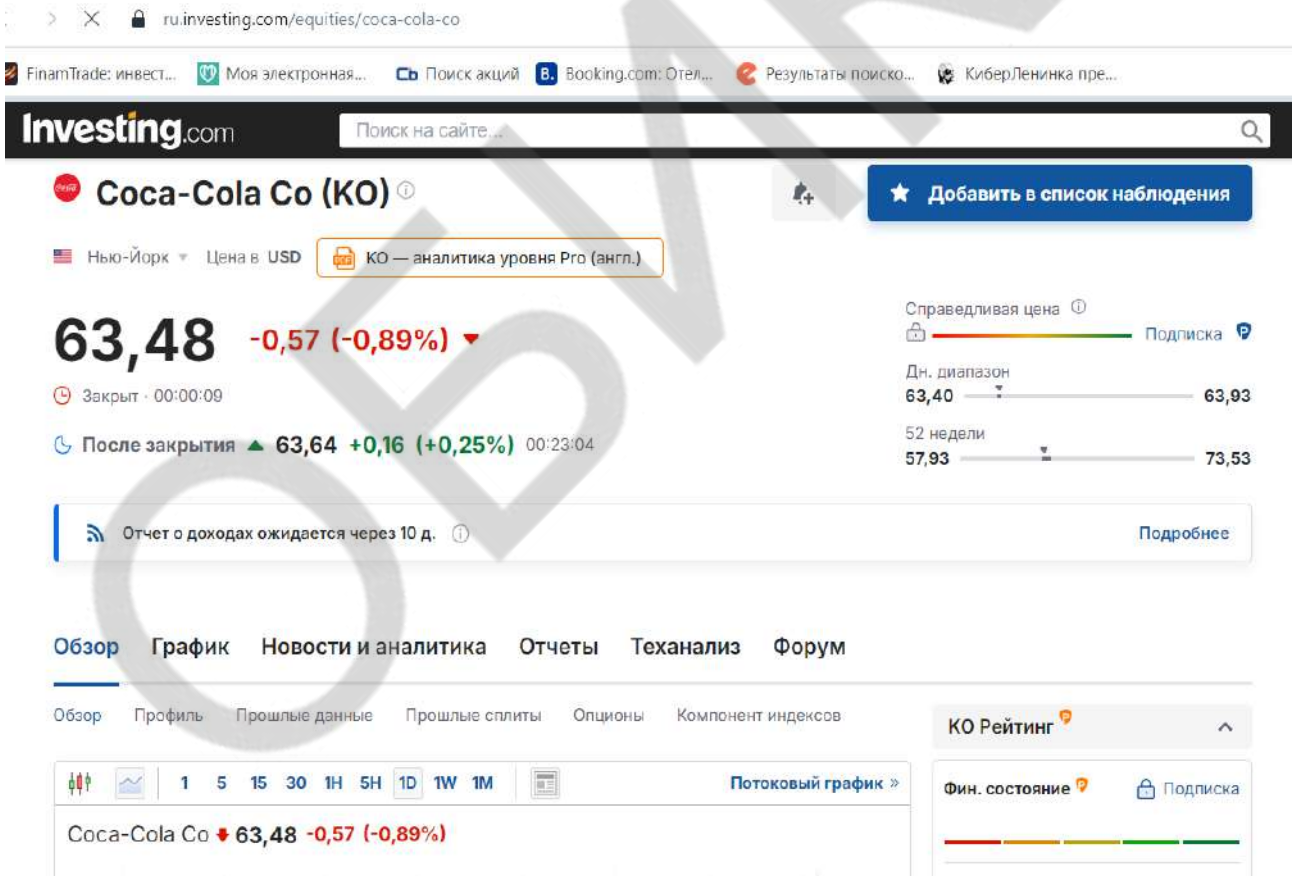 ru.investing.com/equities/coca-cola-co
FinamTrade: инвест... Моя электронная... Cb Поиск акций B. Booking.com: Отел... Результаты поиско... КиберЛенинка пре...
Investing.com Поиск на сайте...
Coca-Cola Co (KO) Добавить в список наблюдения
Нью-Йорк Цена в USD KO — аналитика уровня Pro (англ.)
63,48 -0,57 (-0,89%)
Закрыт · 00:00:09
После закрытия 63,64 +0,16 (+0,25%) 00:23:04
Справедливая цена
Подписка
Дн. диапазон
63,40 63,93
52 недели
57,93 73,53
Отчет о доходах ожидается через 10 д. Подробнее
Обзор График Новости и аналитика Отчеты Теханализ Форум
Обзор Профиль Прошлые данные Прошлые сплиты Опционы Компонент индексов
KO Рейтинг
1 5 15 30 1H 5H 1D 1W 1M Потоковый график »
Фин. состояние Подписка
Coca-Cola Co 63,48 -0,57 (-0,89%)